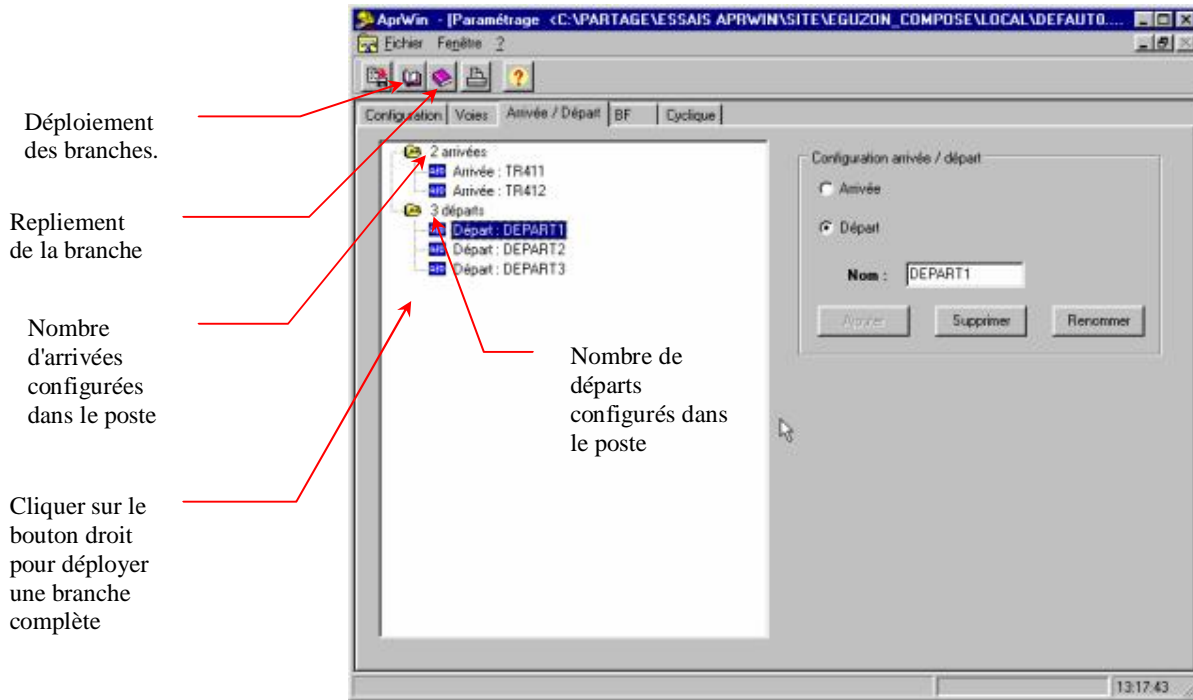 AprWin - [Paramétrage <C:\PARTAGE\ESSAIS APRWIN\SITE\EGUZON_COMPOSE\LOCAL\DEFAUT0....
Fichier Fenêtre ?
Configuration Voies Arrivée / Départ BF Cyclique
Déploiement
des branches.
Repliement
de la branche
Nombre
d'arrivées
configurées
dans le poste
Cliquer sur le
bouton droit
pour déployer
une branche
complète
2 arrivées
Arrivée : TR411
Arrivée : TR412
3 départs
Départ : DEPART1
Départ : DEPART2
Départ : DEPART3
Nombre de
départs
configurés dans
le poste
Configuration arrivée / départ
Arrivée
Départ
Nom : DEPART1
Ajouter Supprimer Renommer
13:17:43